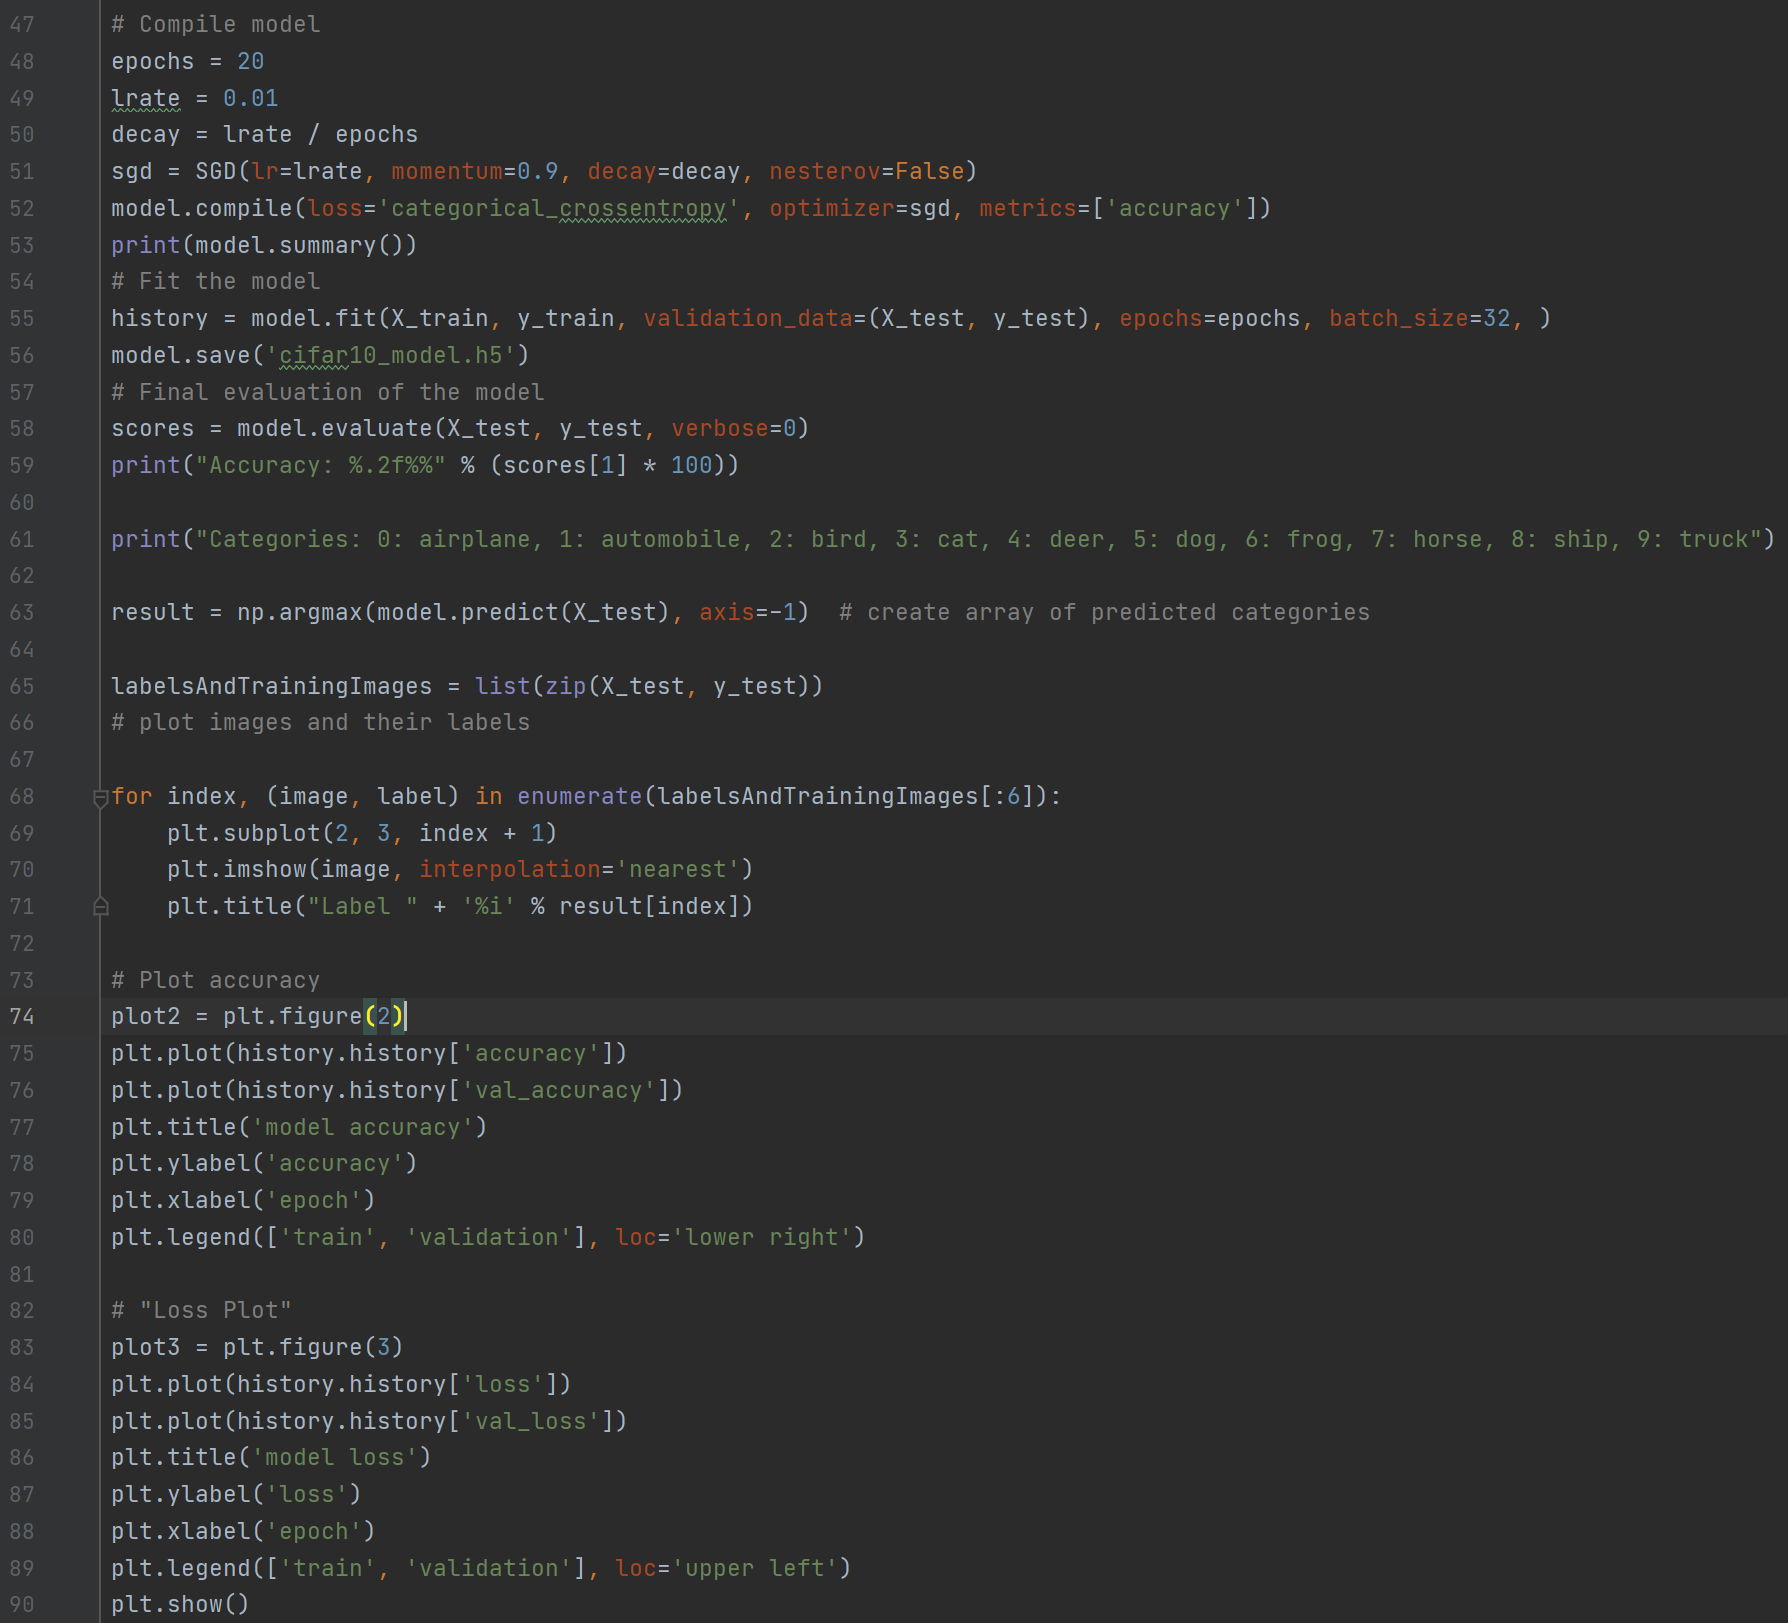 47 # Compile model
48 epochs = 20
49 lrate = 0.01
50 decay = lrate / epochs
51 sgd = SGD(lr=lrate, momentum=0.9, decay=decay, nesterov=False)
52 model.compile(loss='categorical_crossentropy', optimizer=sgd, metrics=['accuracy'])
53 print(model.summary())
54 # Fit the model
55 history = model.fit(X_train, y_train, validation_data=(X_test, y_test), epochs=epochs, batch_size=32, )
56 model.save('cifar10_model.h5')
57 # Final evaluation of the model
58 scores = model.evaluate(X_test, y_test, verbose=0)
59 print("Accuracy: %.2f%%" % (scores[1] * 100))
60
61 print("Categories: 0: airplane, 1: automobile, 2: bird, 3: cat, 4: deer, 5: dog, 6: frog, 7: horse, 8: ship, 9: truck")
62
63 result = np.argmax(model.predict(X_test), axis=-1)  # create array of predicted categories
64
65 labelsAndTrainingImages = list(zip(X_test, y_test))
66 # plot images and their labels
67
68 for index, (image, label) in enumerate(labelsAndTrainingImages[:6]):
69     plt.subplot(2, 3, index + 1)
70     plt.imshow(image, interpolation='nearest')
71     plt.title("Label " + '%i' % result[index])
72
73 # Plot accuracy
74 plot2 = plt.figure(2)
75 plt.plot(history.history['accuracy'])
76 plt.plot(history.history['val_accuracy'])
77 plt.title('model accuracy')
78 plt.ylabel('accuracy')
79 plt.xlabel('epoch')
80 plt.legend(['train', 'validation'], loc='lower right')
81
82 # "Loss Plot"
83 plot3 = plt.figure(3)
84 plt.plot(history.history['loss'])
85 plt.plot(history.history['val_loss'])
86 plt.title('model loss')
87 plt.ylabel('loss')
88 plt.xlabel('epoch')
89 plt.legend(['train', 'validation'], loc='upper left')
90 plt.show()